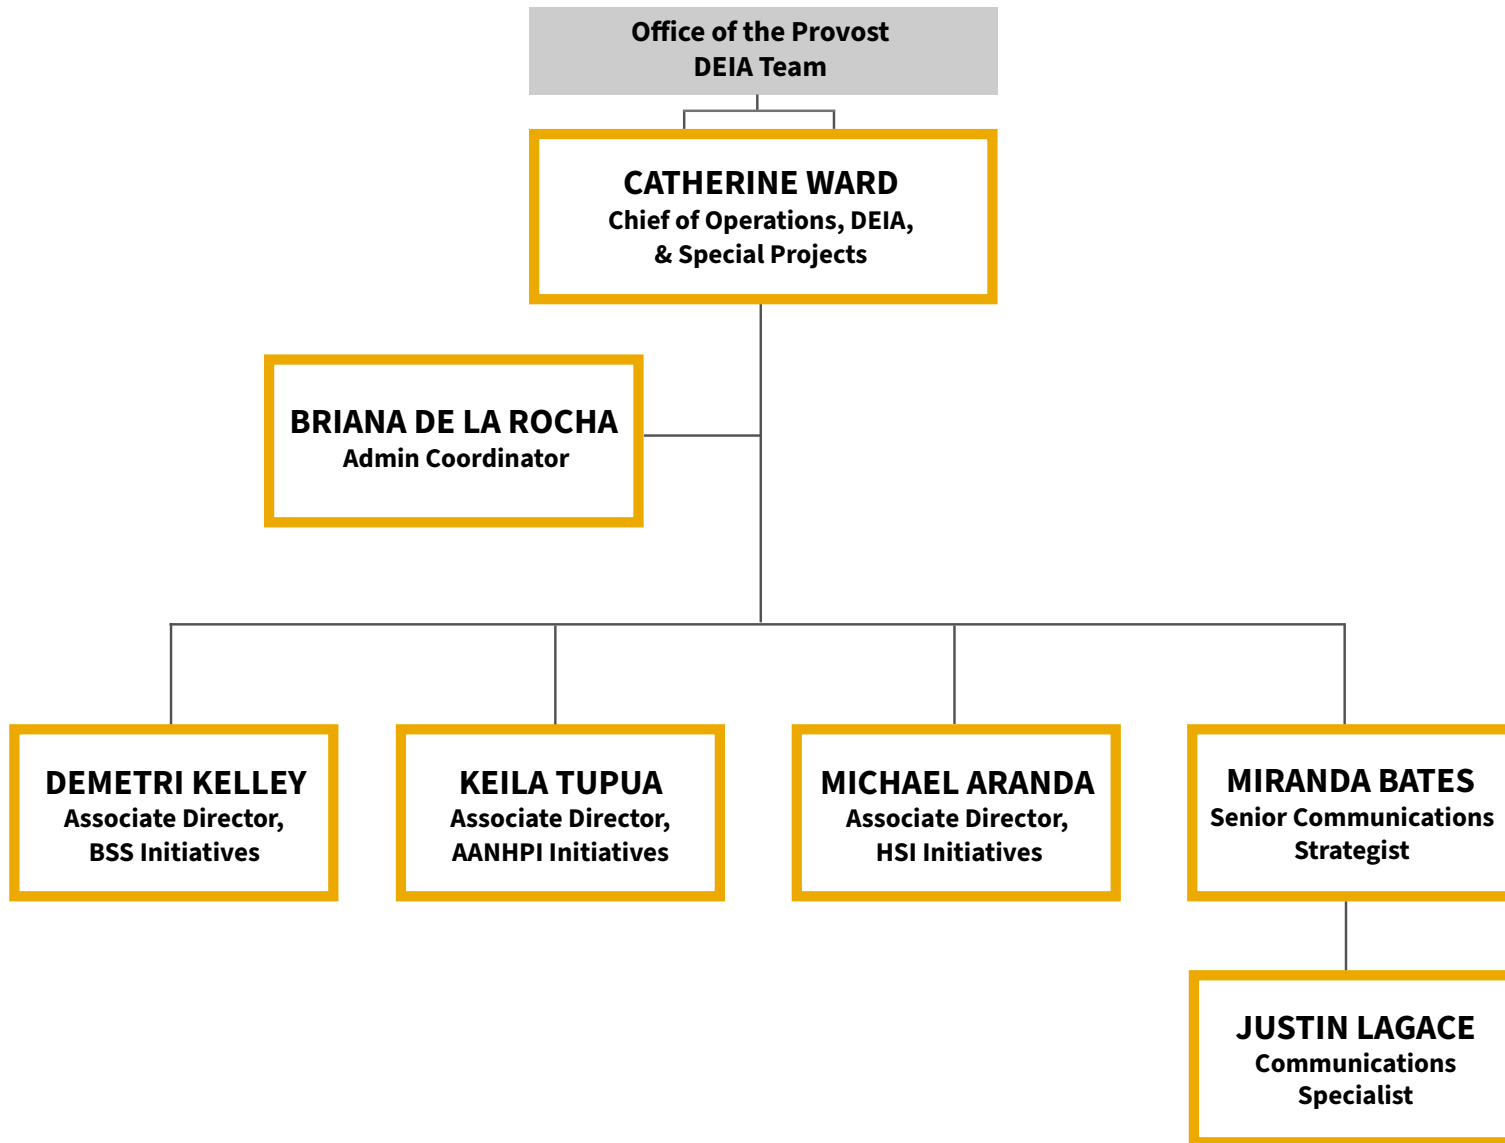 Office of the Provost
DEIA Team
CATHERINE WARD
Chief of Operations, DEIA,
& Special Projects
BRIANA DE LA ROCHA
Admin Coordinator
DEMETRI KELLEY
Associate Director,
BSS Initiatives
KEILA TUPUA
Associate Director,
AANHPI Initiatives
MICHAEL ARANDA
Associate Director,
HSI Initiatives
MIRANDA BATES
Senior Communications
Strategist
JUSTIN LAGACE
Communications
Specialist